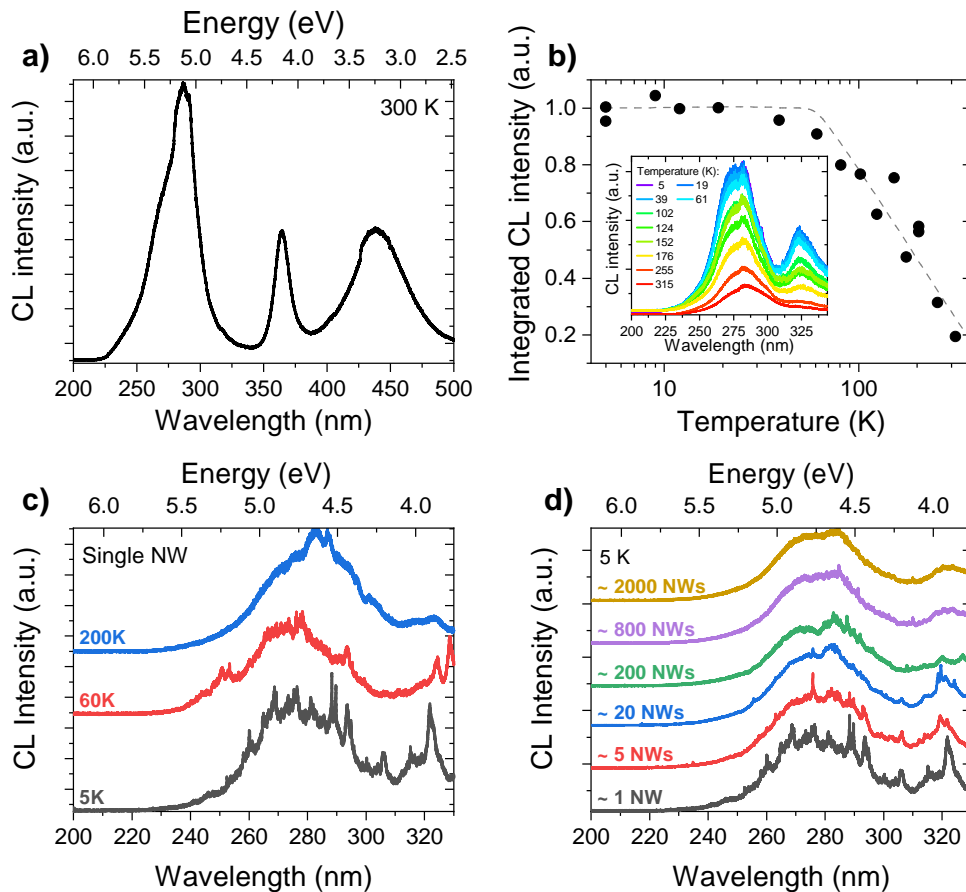 Energy (eV)
6.0 5.5 5.0 4.5 4.0 3.5 3.0 2.5
a)
300 K
CL intensity (a.u.)
200 250 300 350 400 450 500
Wavelength (nm)
b)
Integrated CL intensity (a.u.)
1.0
0.8
0.6
0.4
0.2
Temperature (K):
5 19
39 61
102
124
152
176
255
315
CL intensity (a.u.)
200 225 250 275 300 325
Wavelength (nm)
10 100
Temperature (K)
Energy (eV)
6.0 5.5 5.0 4.5 4.0
c)
Single NW
200K
60K
5K
CL Intensity (a.u.)
200 220 240 260 280 300 320
Wavelength (nm)
Energy (eV)
6.0 5.5 5.0 4.5 4.0
d)
5 K
~ 2000 NWs
~ 800 NWs
~ 200 NWs
~ 20 NWs
~ 5 NWs
~ 1 NW
CL Intensity (a.u.)
200 220 240 260 280 300 320
Wavelength (nm)